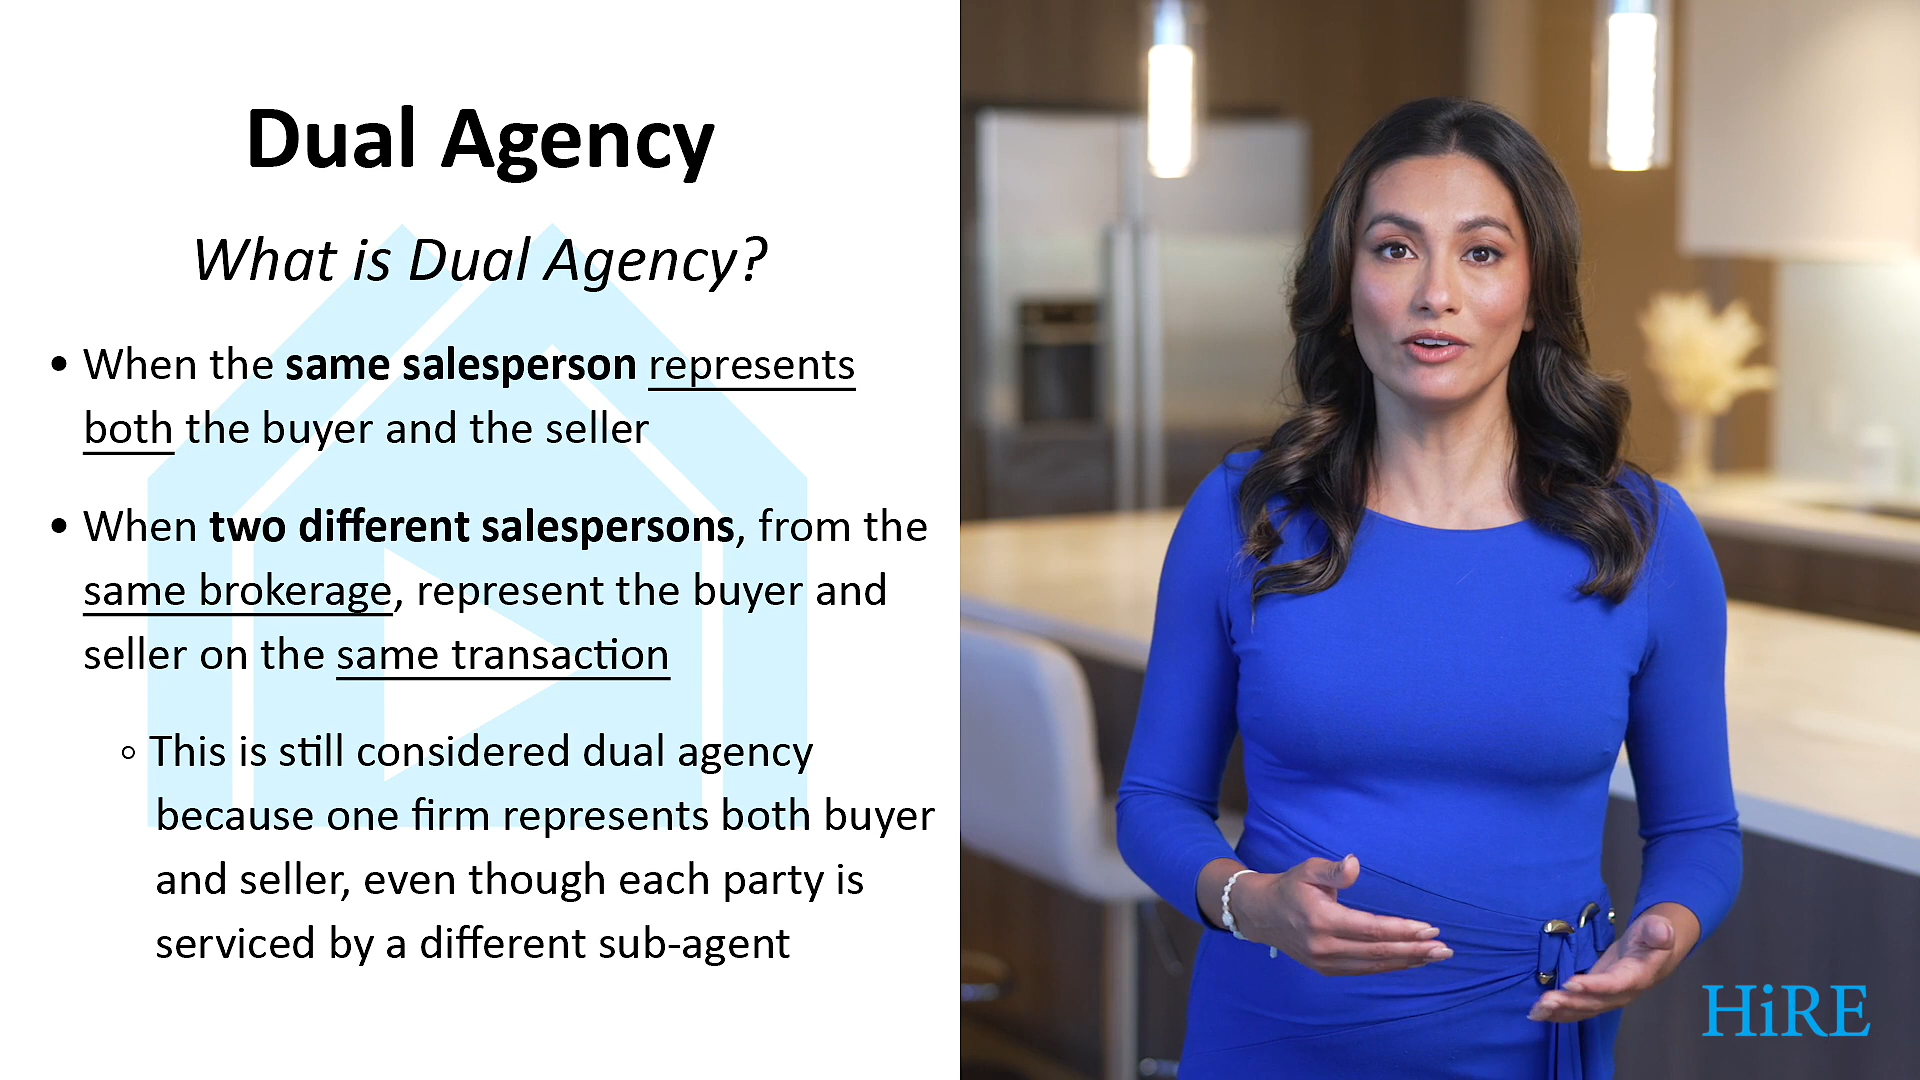 Dual Agency
What is Dual Agency?
• When the same salesperson represents
both the buyer and the seller
• When two different salespersons, from the
same brokerage, represent the buyer and
seller on the same transaction
◦ This is still considered dual agency
because one firm represents both buyer
and seller, even though each party is
serviced by a different sub-agent
HiRE